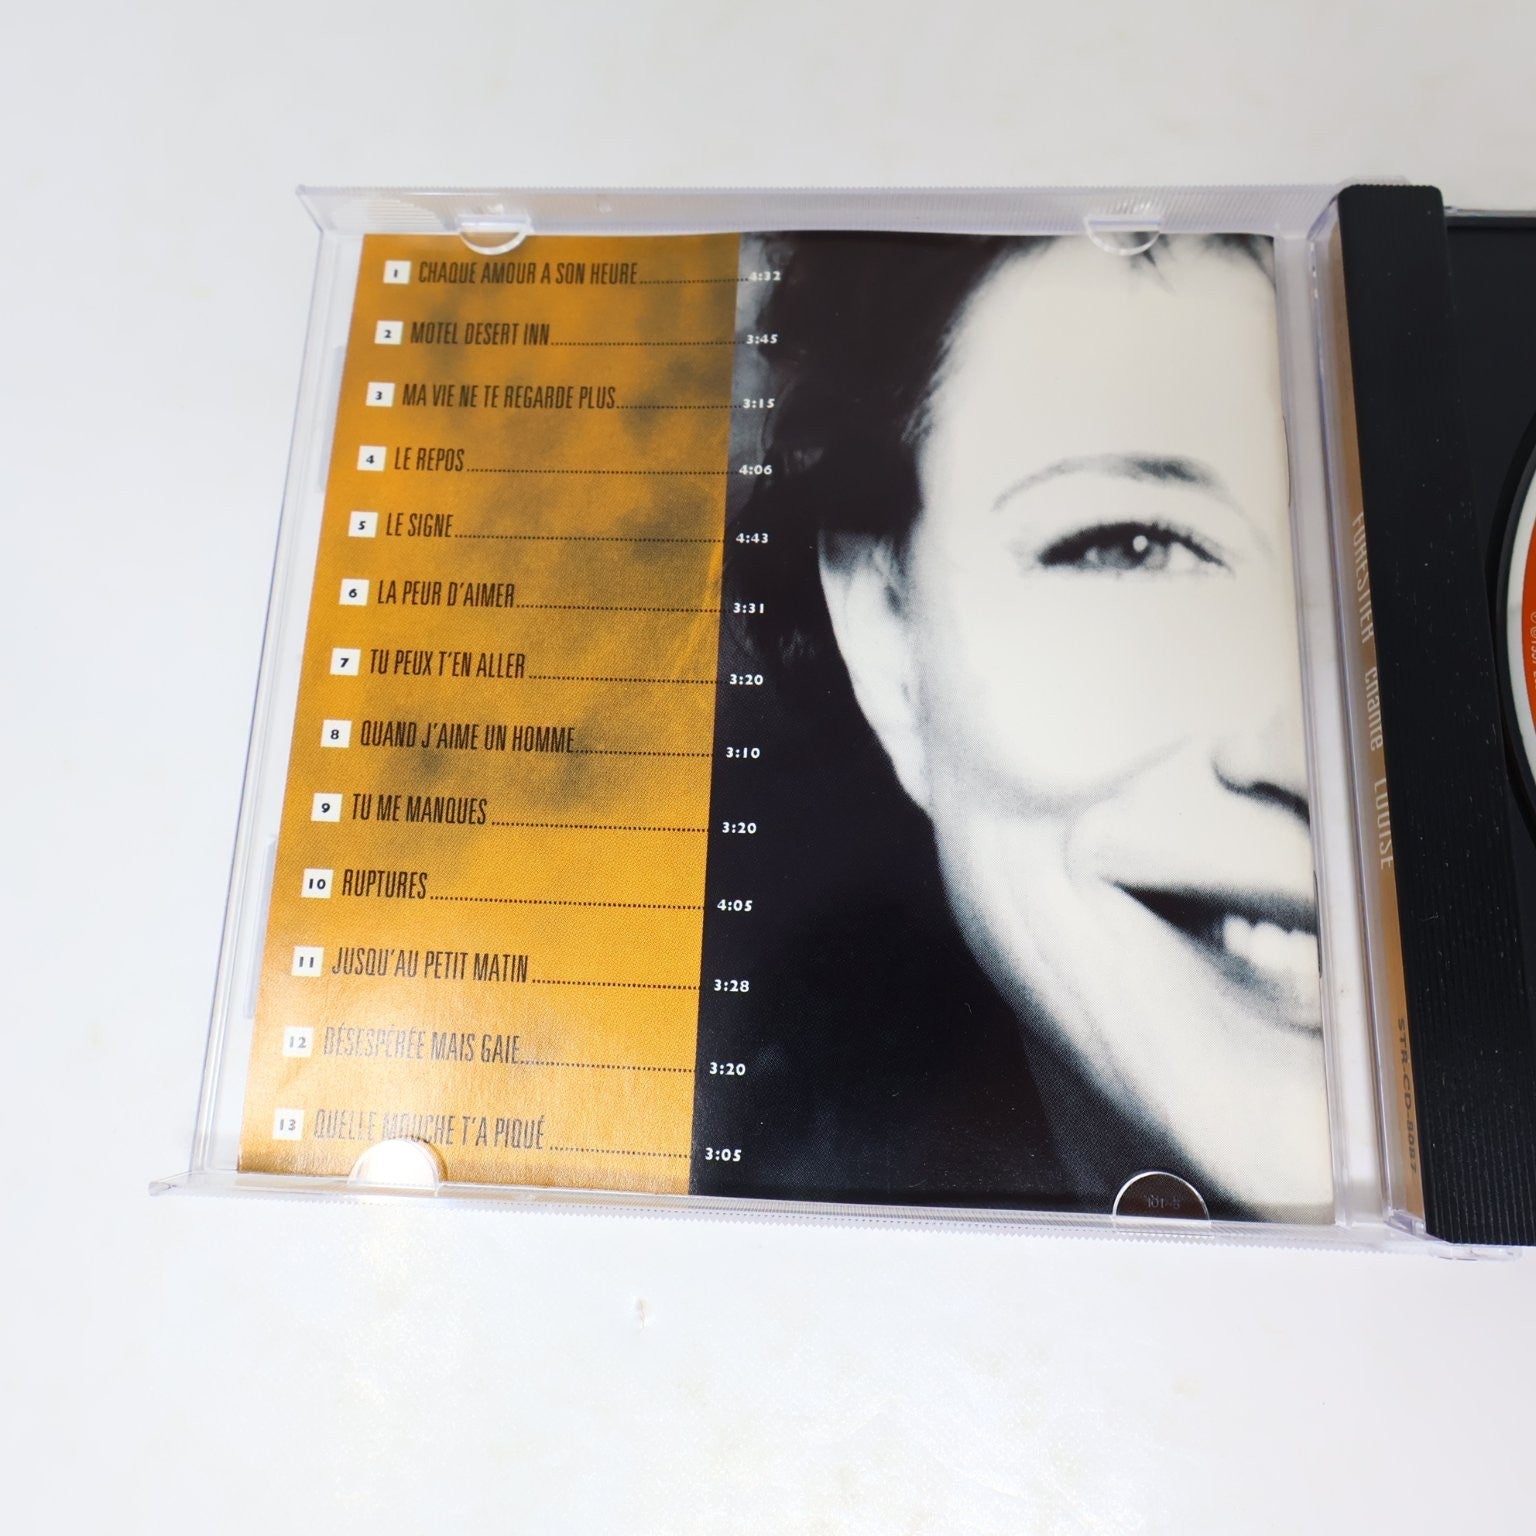 1 CHAQUE AMOUR A SON HEURE 4:32
2 MOTEL DESERT INN 3:45
3 MA VIE NE TE REGARDE PLUS 3:15
4 LE REPOS 4:06
5 LE SIGNE 4:43
6 LA PEUR D'AIMER 3:31
7 TU PEUX T'EN ALLER 3:20
8 QUAND J'AIME UN HOMME 3:10
9 TU ME MANQUES 3:20
10 RUPTURES 4:05
11 JUSQU'AU PETIT MATIN 3:28
12 DÉSESPÉRÉE MAIS GAIE 3:20
13 QUELLE MOUCHE T'A PIQUÉ 3:05
FORESTIER chante LOUISE
STR.CD-8087